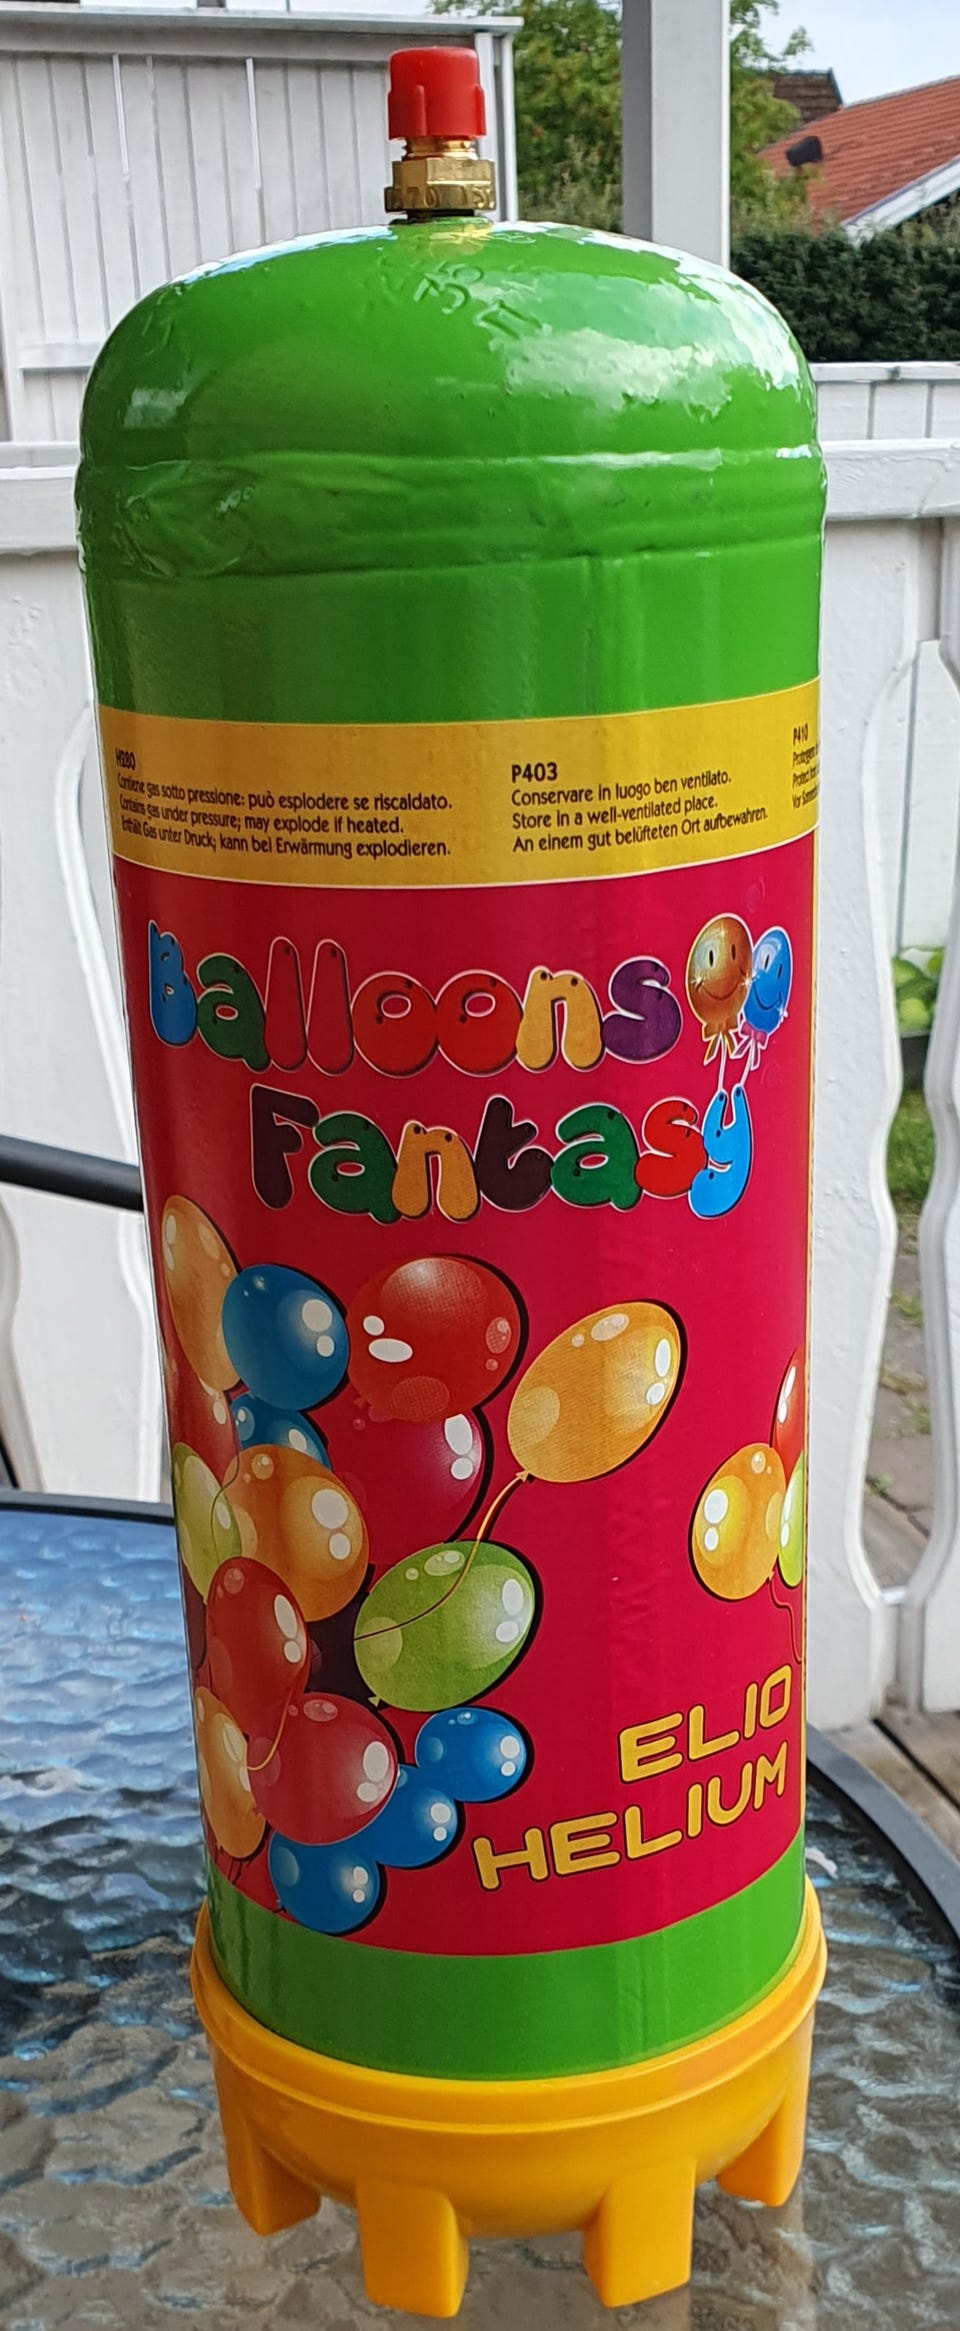 H280
Contiene gas sotto pressione: può esplodere se riscaldato.
Contains gas under pressure; may explode if heated.
Enthält Gas unter Druck; kann bei Erwärmung explodieren.
P403
Conservare in luogo ben ventilato.
Store in a well-ventilated place.
An einem gut belüfteten Ort aufbewahren.
P410
Balloons
Fantasy
ELIO
HELIUM